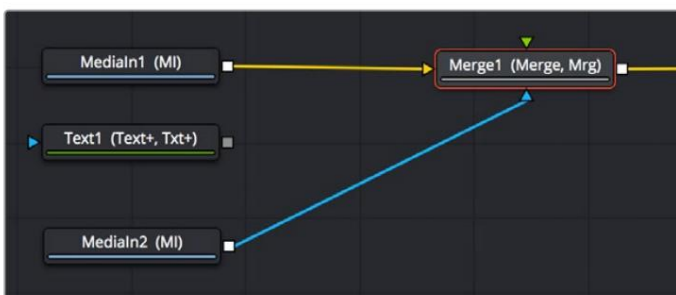 MediaIn1 (MI)
Merge1 (Merge, Mrg)
Text1 (Text+, Txt+)
MediaIn2 (MI)